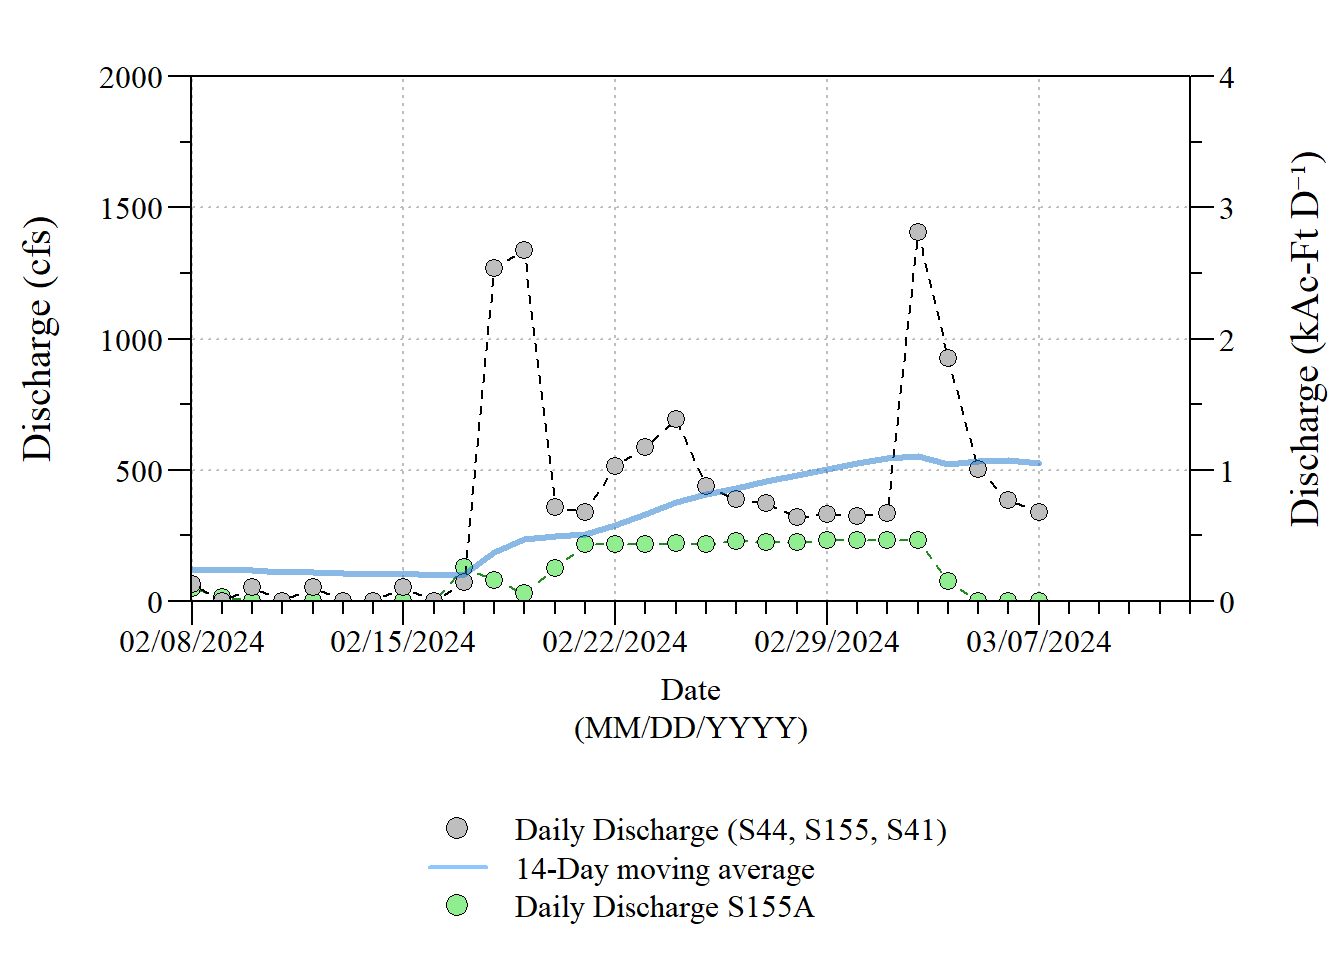 2000
1500
1000
500
0
4
3
2
1
0
Discharge (cfs)
Discharge (kAc-Ft D⁻¹)
02/08/2024
02/15/2024
02/22/2024
02/29/2024
03/07/2024
Date
(MM/DD/YYYY)
Daily Discharge (S44, S155, S41)
14-Day moving average
Daily Discharge S155A